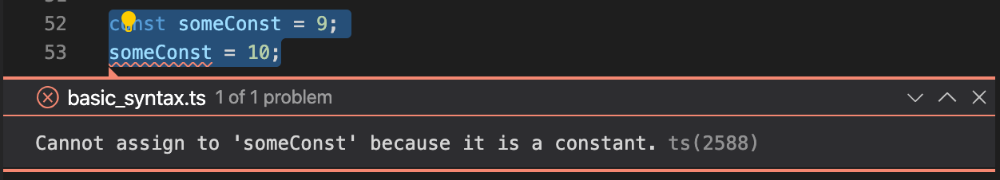 52 const someConst = 9;
53 someConst = 10;
basic_syntax.ts 1 of 1 problem
Cannot assign to 'someConst' because it is a constant. ts(2588)